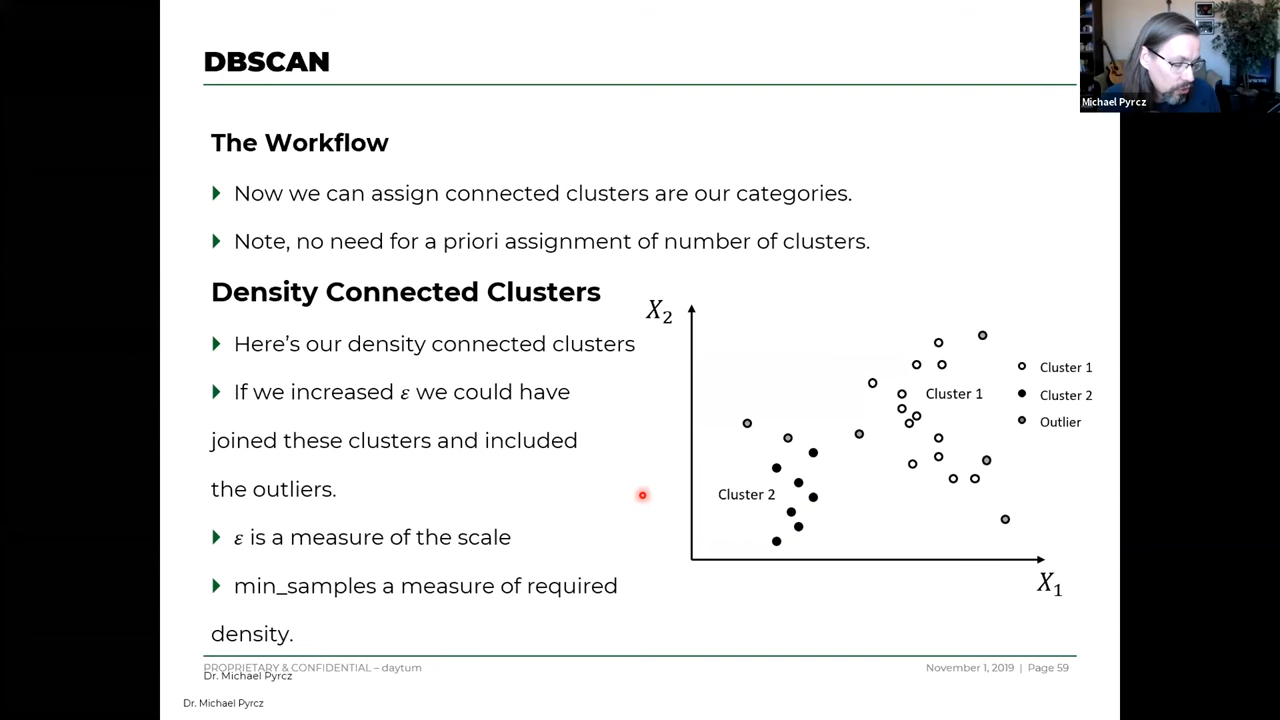 DBSCAN
Michael Pyrcz
The Workflow
Now we can assign connected clusters are our categories.
Note, no need for a priori assignment of number of clusters.
Density Connected Clusters
Here's our density connected clusters
If we increased ε we could have
joined these clusters and included
the outliers.
ε is a measure of the scale
min_samples a measure of required
density.
X₂
Cluster 1
Cluster 2
Cluster 1
Cluster 2
Outlier
X₁
PROPRIETARY & CONFIDENTIAL – daytum
Dr. Michael Pyrcz
November 1, 2019 | Page 59
Dr. Michael Pyrcz